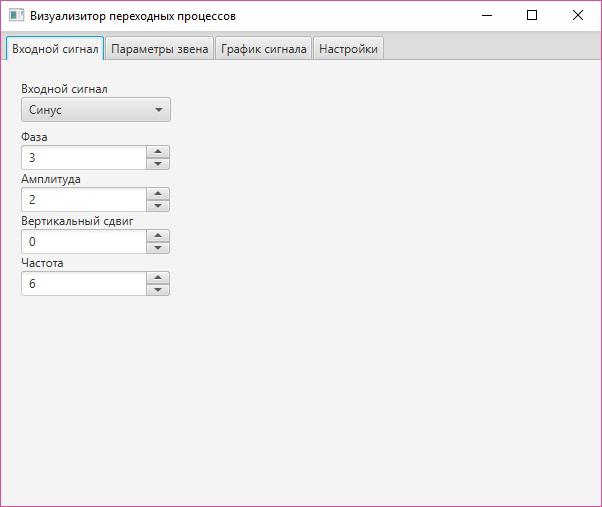 Визуализитор переходных процессов
Входной сигнал Параметры звена График сигнала Настройки
Входной сигнал
Синус
Фаза
3
Амплитуда
2
Вертикальный сдвиг
0
Частота
6